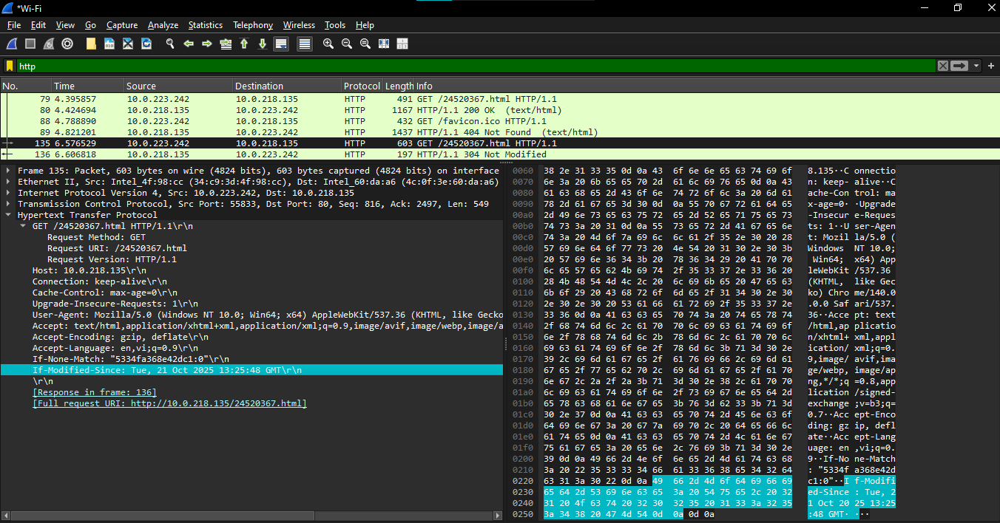 *Wi-Fi
File Edit View Go Capture Analyze Statistics Telephony Wireless Tools Help
http
No. Time Source Destination Protocol Length Info
79 4.395857 10.0.223.242 10.0.218.135 HTTP 491 GET /24520367.html HTTP/1.1
80 4.424694 10.0.218.135 10.0.223.242 HTTP 1167 HTTP/1.1 200 OK (text/html)
88 4.788890 10.0.223.242 10.0.218.135 HTTP 432 GET /favicon.ico HTTP/1.1
89 4.821201 10.0.218.135 10.0.223.242 HTTP 1437 HTTP/1.1 404 Not Found (text/html)
135 6.576529 10.0.223.242 10.0.218.135 HTTP 603 GET /24520367.html HTTP/1.1
136 6.606818 10.0.218.135 10.0.223.242 HTTP 197 HTTP/1.1 304 Not Modified
Frame 135: Packet, 603 bytes on wire (4824 bits), 603 bytes captured (4824 bits) on interface
Ethernet II, Src: Intel_4f:98:cc (34:c9:3d:4f:98:cc), Dst: Intel_60:da:a6 (4c:0f:3e:60:da:a6)
Internet Protocol Version 4, Src: 10.0.223.242, Dst: 10.0.218.135
Transmission Control Protocol, Src Port: 55833, Dst Port: 80, Seq: 816, Ack: 2497, Len: 549
Hypertext Transfer Protocol
GET /24520367.html HTTP/1.1\r\n
Request Method: GET
Request URI: /24520367.html
Request Version: HTTP/1.1
Host: 10.0.218.135\r\n
Connection: keep-alive\r\n
Cache-Control: max-age=0\r\n
Upgrade-Insecure-Requests: 1\r\n
User-Agent: Mozilla/5.0 (Windows NT 10.0; Win64; x64) AppleWebKit/537.36 (KHTML, like Gecko
Accept: text/html,application/xhtml+xml,application/xml;q=0.9,image/avif,image/webp,image/a
Accept-Encoding: gzip, deflate\r\n
Accept-Language: en,vi;q=0.9\r\n
If-None-Match: "5334fa368e42dc1:0"\r\n
If-Modified-Since: Tue, 21 Oct 2025 13:25:48 GMT\r\n
\r\n
[Response in frame: 136]
[Full request URI: http://10.0.218.135/24520367.html]
0060 38 2e 31 33 35 0d 0a 43 6f 6e 6e 65 63 74 69 6f 8.135··C onnectio
0070 6e 3a 20 6b 65 65 70 2d 61 6c 69 76 65 0d 0a 43 n: keep- alive··C
0080 61 63 68 65 2d 43 6f 6e 74 72 6f 6c 3a 20 6d 61 ache-Con trol: ma
0090 78 2d 61 67 65 3d 30 0d 0a 55 70 67 72 61 64 65 x-age=0· ·Upgrade
00a0 2d 49 6e 73 65 63 75 72 65 2d 52 65 71 75 65 73 -Insecur e-Reques
00b0 74 73 3a 20 31 0d 0a 55 73 65 72 2d 41 67 65 6e ts: 1··U ser-Agen
00c0 74 3a 20 4d 6f 7a 69 6c 6c 61 2f 35 2e 30 20 28 t: Mozil la/5.0 (
00d0 57 69 6e 64 6f 77 73 20 4e 54 20 31 30 2e 30 3b Windows NT 10.0;
00e0 20 57 69 6e 36 34 3b 20 78 36 34 29 20 41 70 70 Win64; x64) App
00f0 6c 65 57 65 62 4b 69 74 2f 35 33 37 2e 33 36 20 leWebKit /537.36
0100 28 4b 48 54 4d 4c 2c 20 6c 69 6b 65 20 47 65 63 (KHTML, like Gec
0110 6b 6f 29 20 43 68 72 6f 6d 65 2f 31 34 30 2e 30 ko) Chro me/140.0
0120 2e 30 2e 30 20 53 61 66 61 72 69 2f 35 33 37 2e .0.0 Saf ari/537.
0130 33 36 0d 0a 41 63 63 65 70 74 3a 20 74 65 78 74 36··Acce pt: text
0140 2f 68 74 6d 6c 2c 61 70 70 6c 69 63 61 74 69 6f /html,ap plicatio
0150 6e 2f 78 68 74 6d 6c 2b 78 6d 6c 2c 61 70 70 6c n/xhtml+ xml,appl
0160 69 63 61 74 69 6f 6e 2f 78 6d 6c 3b 71 3d 30 2e ication/ xml;q=0.
0170 39 2c 69 6d 61 67 65 2f 61 76 69 66 2c 69 6d 61 9,image/ avif,ima
0180 67 65 2f 77 65 62 70 2c 69 6d 61 67 65 2f 61 70 ge/webp, image/ap
0190 6e 67 2c 2a 2f 2a 3b 71 3d 30 2e 38 2c 61 70 70 ng,*/*;q =0.8,app
01a0 6c 69 63 61 74 69 6f 6e 2f 73 69 67 6e 65 64 2d lication /signed-
01b0 65 78 63 68 61 6e 67 65 3b 76 3d 62 33 3b 71 3d exchange ;v=b3;q=
01c0 30 2e 37 0d 0a 41 63 63 65 70 74 2d 45 6e 63 6f 0.7··Acc ept-Enco
01d0 64 69 6e 67 3a 20 67 7a 69 70 2c 20 64 65 66 6c ding: gz ip, defl
01e0 61 74 65 0d 0a 41 63 63 65 70 74 2d 4c 61 6e 67 ate··Acc ept-Lang
01f0 75 61 67 65 3a 20 65 6e 2c 76 69 3b 71 3d 30 2e uage: en ,vi;q=0.
0200 39 0d 0a 49 66 2d 4e 6f 6e 65 2d 4d 61 74 63 68 9··If-No ne-Match
0210 3a 20 22 35 33 33 34 66 61 33 36 38 65 34 32 64 : "5334f a368e42d
0220 63 31 3a 30 22 0d 0a 49 66 2d 4d 6f 64 69 66 69 c1:0"··I f-Modifi
0230 65 64 2d 53 69 6e 63 65 3a 20 54 75 65 2c 20 32 ed-Since : Tue, 2
0240 31 20 4f 63 74 20 32 30 32 35 20 31 33 3a 32 35 1 Oct 20 25 13:25
0250 3a 34 38 20 47 4d 54 0d 0a 0d 0a :48 GMT· ···